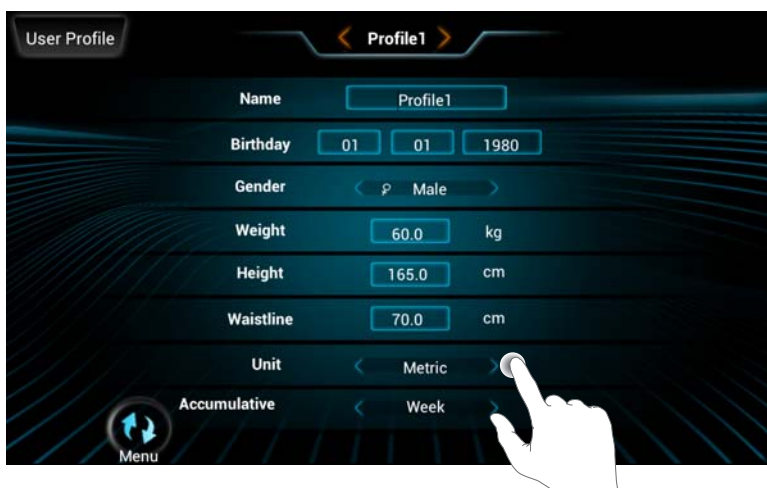 User Profile
Profile1
Name Profile1
Birthday 01 01 1980
Gender Male
Weight 60.0 kg
Height 165.0 cm
Waistline 70.0 cm
Unit Metric
Accumulative Week
Menu